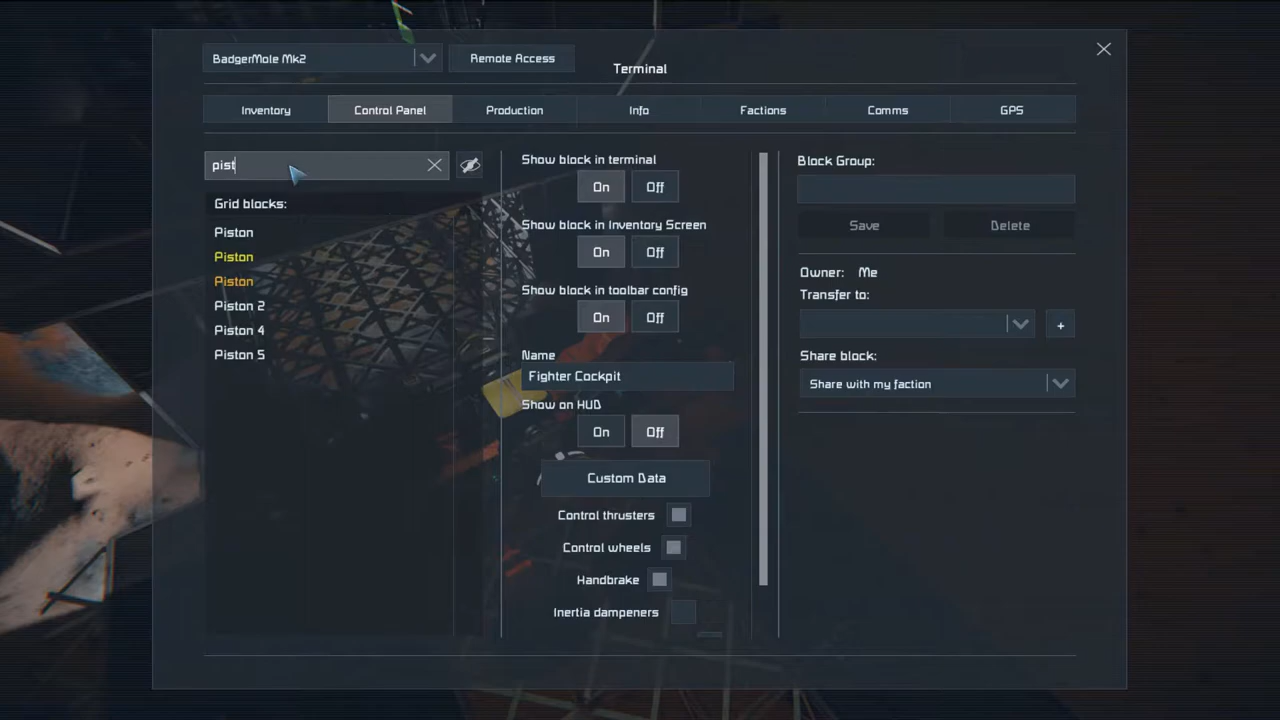 BadgerMole Mk2
Remote Access
Terminal
Inventory
Control Panel
Production
Info
Factions
Comms
GPS
pist
Grid blocks:
Piston
Piston
Piston
Piston 2
Piston 4
Piston 5
Show block in terminal
On Off
Show block in Inventory Screen
On Off
Show block in toolbar config
On Off
Name
Fighter Cockpit
Show on HUD
On Off
Custom Data
Control thrusters
Control wheels
Handbrake
Inertia dampeners
Block Group:
Save Delete
Owner: Me
Transfer to:
+
Share block:
Share with my faction